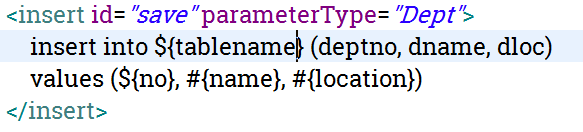 <insert id="save"parameterType="Dept">
insert into ${tablename} (deptno, dname, dloc)
values (${no}, #{name}, #{location})
</insert>